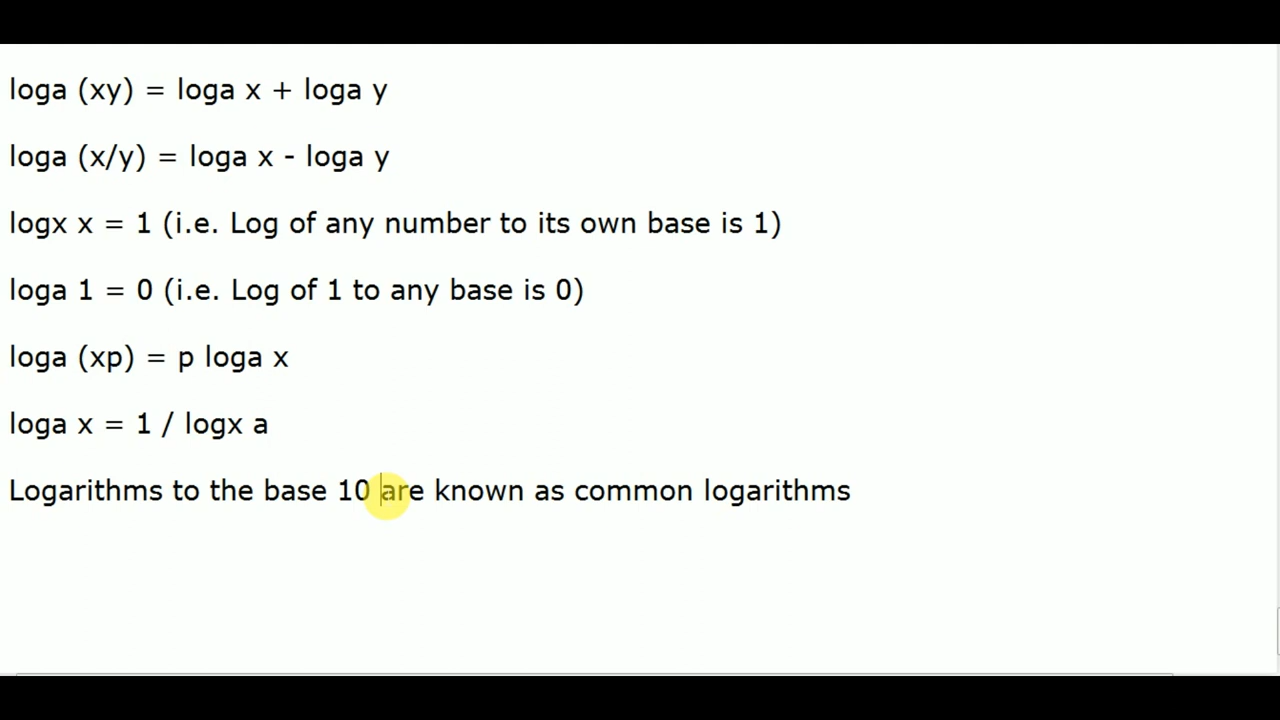 loga (xy) = loga x + loga y
loga (x/y) = loga x - loga y
logx x = 1 (i.e. Log of any number to its own base is 1)
loga 1 = 0 (i.e. Log of 1 to any base is 0)
loga (xp) = p loga x
loga x = 1 / logx a
Logarithms to the base 10 are known as common logarithms